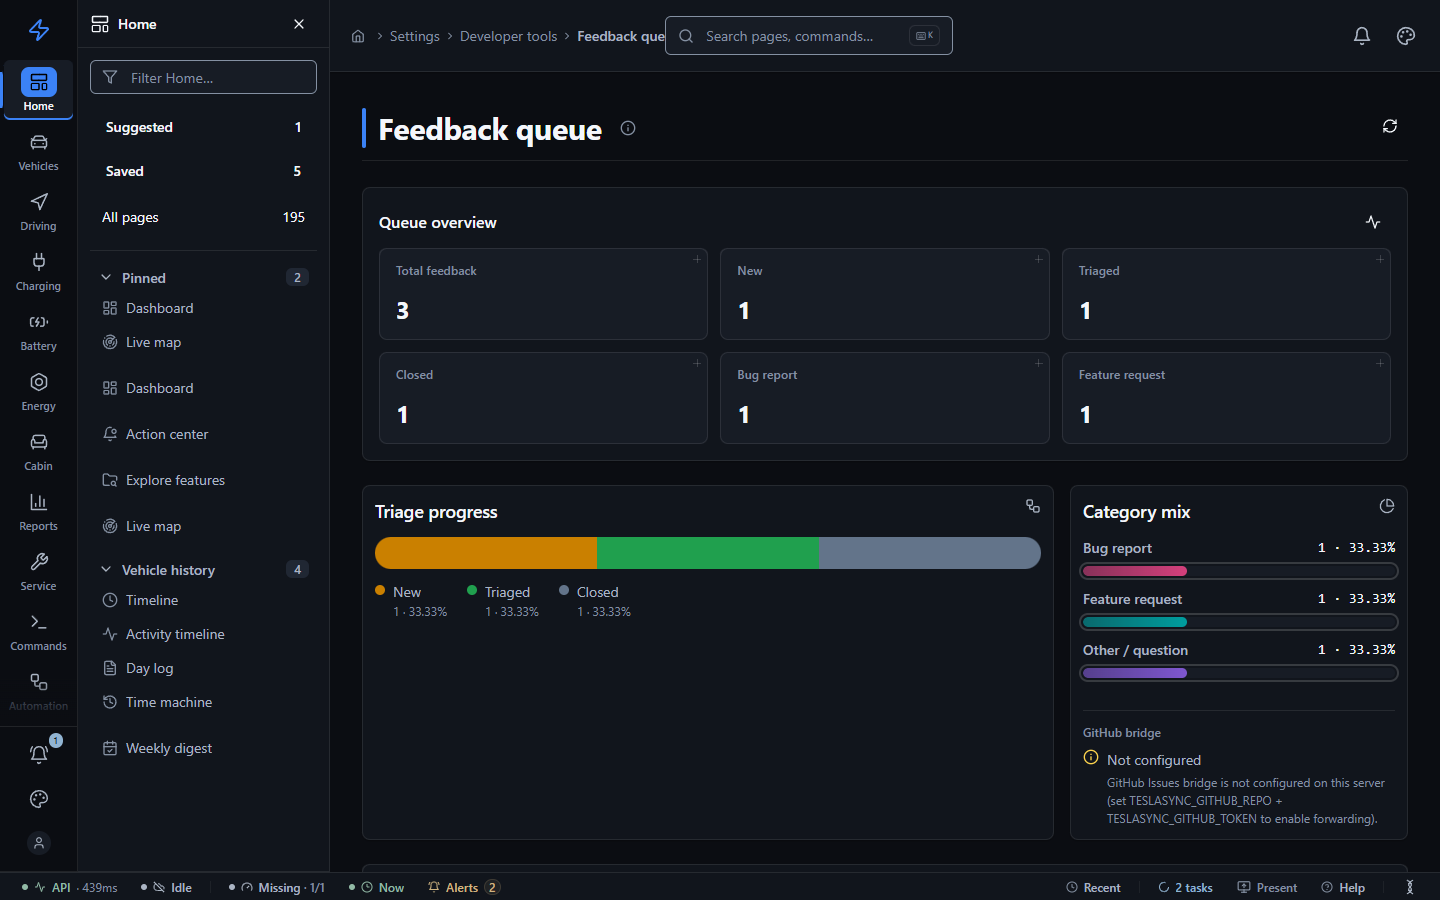 Home
Settings
Developer tools
Feedback que
Search pages, commands...
K
Home
Vehicles
Driving
Charging
Battery
Energy
Cabin
Reports
Service
Commands
Automation
1
Filter Home...
Suggested 1
Saved 5
All pages 195
Pinned 2
Dashboard
Live map
Dashboard
Action center
Explore features
Live map
Vehicle history 4
Timeline
Activity timeline
Day log
Time machine
Weekly digest
Feedback queue
Queue overview
Total feedback
3
New
1
Triaged
1
Closed
1
Bug report
1
Feature request
1
Triage progress
New
1 · 33.33%
Triaged
1 · 33.33%
Closed
1 · 33.33%
Category mix
Bug report 1 · 33.33%
Feature request 1 · 33.33%
Other / question 1 · 33.33%
GitHub bridge
Not configured
GitHub Issues bridge is not configured on this server
(set TESLASYNC_GITHUB_REPO +
TESLASYNC_GITHUB_TOKEN to enable forwarding).
API · 439ms
Idle
Missing · 1/1
Now
Alerts 2
Recent
2 tasks
Present
Help